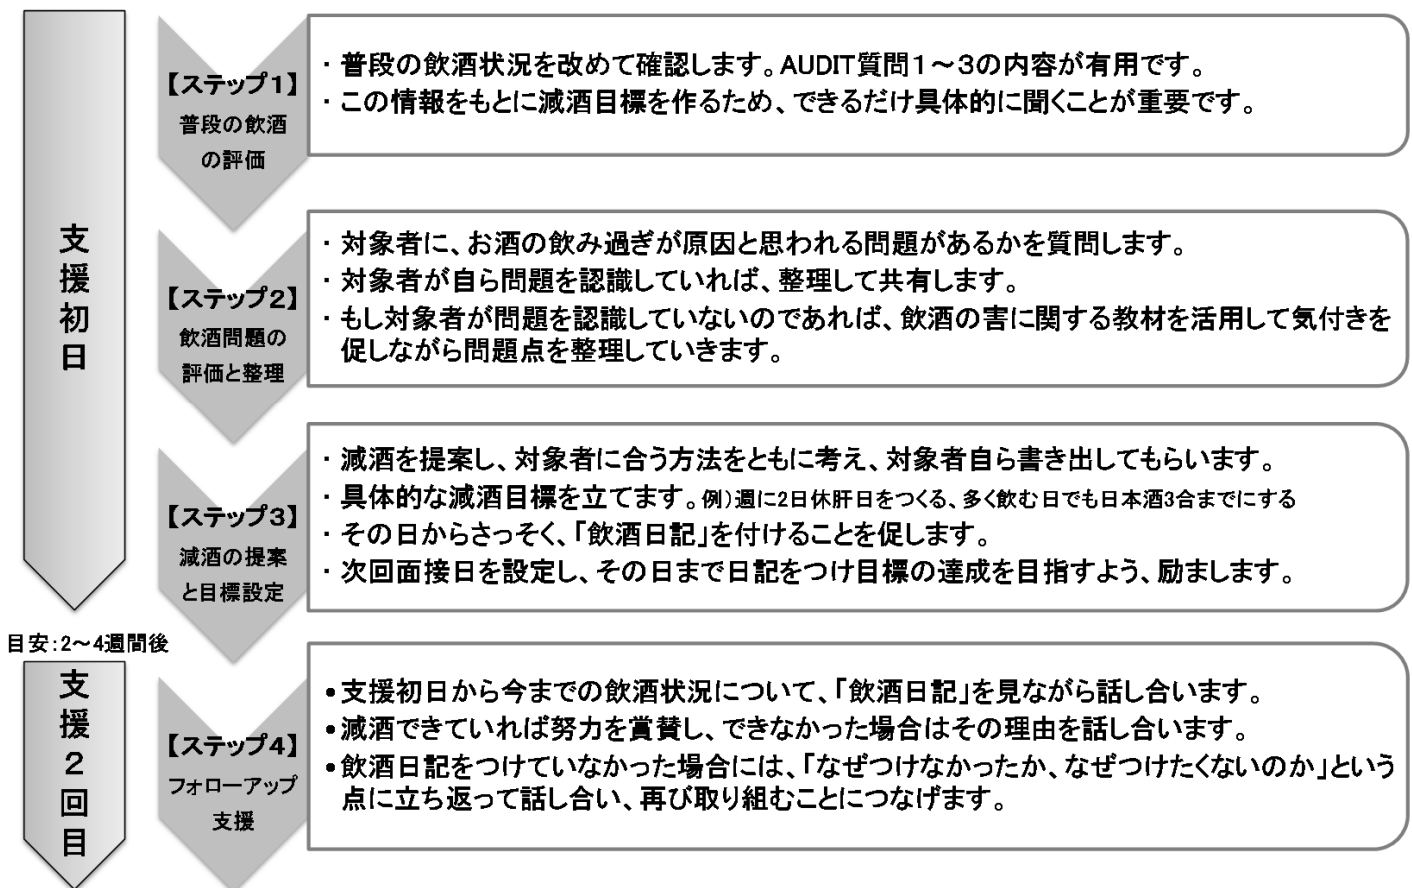 支援初日
【ステップ1】
普段の飲酒
の評価
・普段の飲酒状況を改めて確認します。AUDIT質問1～3の内容が有用です。
・この情報をもとに減酒目標を作るため、できるだけ具体的に聞くことが重要です。
【ステップ2】
飲酒問題の
評価と整理
・対象者に、お酒の飲み過ぎが原因と思われる問題があるかを質問します。
・対象者が自ら問題を認識していれば、整理して共有します。
・もし対象者が問題を認識していないのであれば、飲酒の害に関する教材を活用して気付きを
促しながら問題点を整理していきます。
【ステップ3】
減酒の提案
と目標設定
・減酒を提案し、対象者に合う方法をともに考え、対象者自ら書き出してもらいます。
・具体的な減酒目標を立てます。例）週に2日休肝日をつくる、多く飲む日でも日本酒3合までにする
・その日からさっそく、「飲酒日記」を付けることを促します。
・次回面接日を設定し、その日まで日記をつけ目標の達成を目指すよう、励まします。
目安：2～4週間後
支援2回目
【ステップ4】
フォローアップ
支援
•支援初日から今までの飲酒状況について、「飲酒日記」を見ながら話し合います。
•減酒できていれば努力を賞賛し、できなかった場合はその理由を話し合います。
•飲酒日記をつけていなかった場合には、「なぜつけなかったか、なぜつけたくないのか」という
点に立ち返って話し合い、再び取り組むことにつなげます。